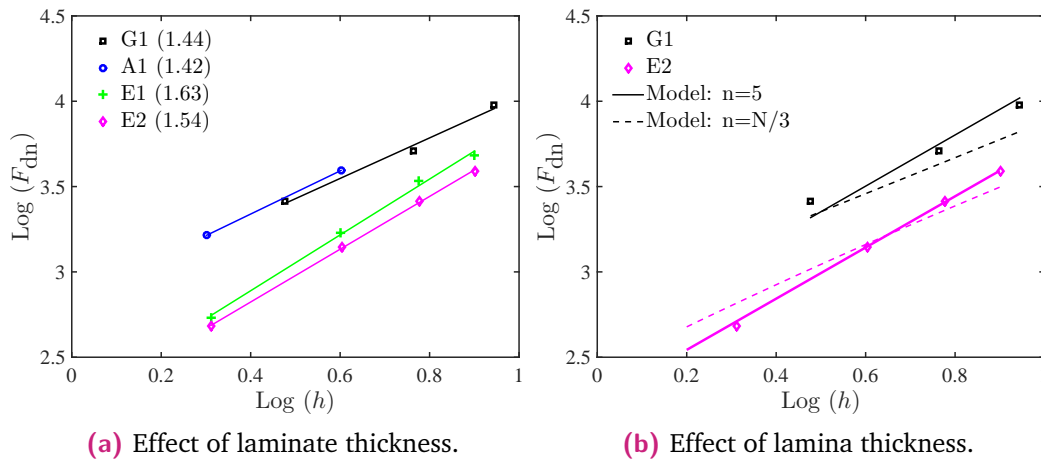 4.5
4
3.5
3
2.5
0
0.2
0.4
0.6
0.8
1
Log (F_dn)
Log (h)
G1 (1.44)
A1 (1.42)
E1 (1.63)
E2 (1.54)
(a) Effect of laminate thickness.
4.5
4
3.5
3
2.5
0
0.2
0.4
0.6
0.8
Log (F_dn)
Log (h)
G1
E2
Model: n=5
Model: n=N/3
(b) Effect of lamina thickness.